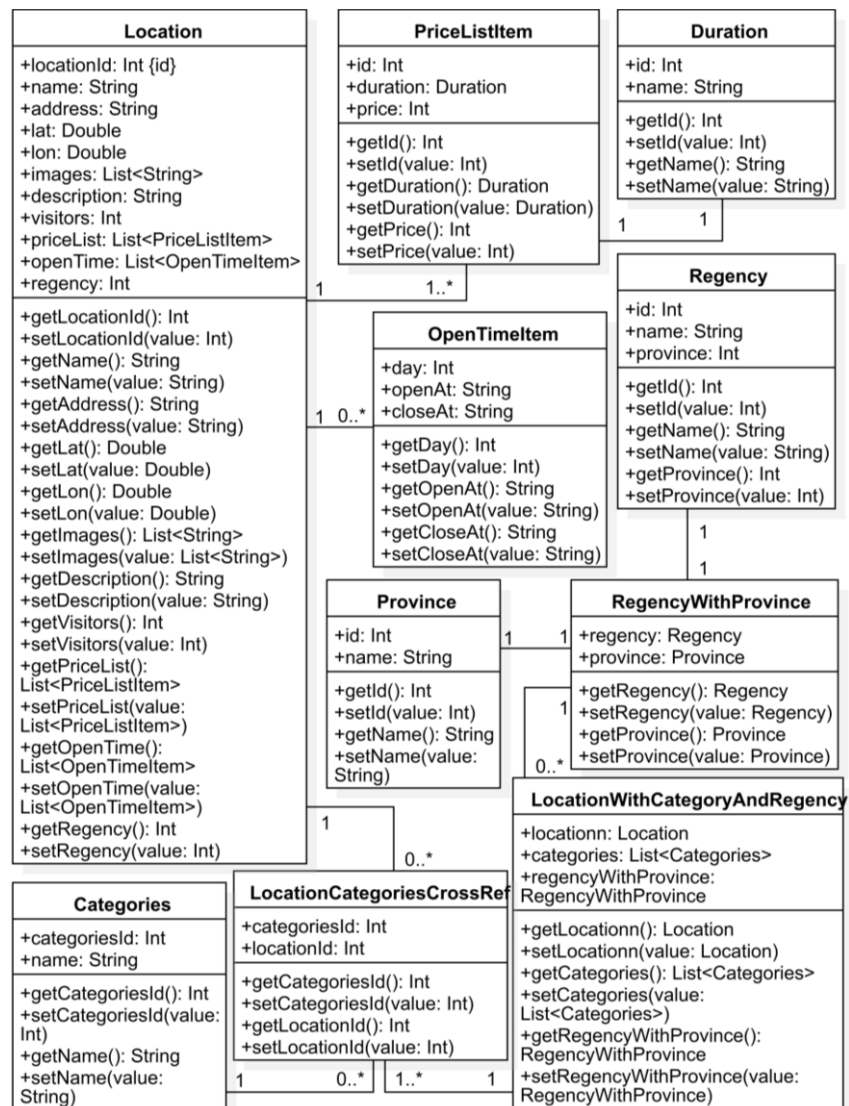 Location
+locationId: Int {id}
+name: String
+address: String
+lat: Double
+lon: Double
+images: List<String>
+description: String
+visitors: Int
+priceList: List<PriceListItem>
+openTime: List<OpenTimeItem>
+regency: Int
+getLocationId(): Int
+setLocationId(value: Int)
+getName(): String
+setName(value: String)
+getAddress(): String
+setAddress(value: String)
+getLat(): Double
+setLat(value: Double)
+getLon(): Double
+setLon(value: Double)
+getImages(): List<String>
+setImages(value: List<String>)
+getDescription(): String
+setDescription(value: String)
+getVisitors(): Int
+setVisitors(value: Int)
+getPriceList():
List<PriceListItem>
+setPriceList(value:
List<PriceListItem>)
+getOpenTime():
List<OpenTimeItem>
+setOpenTime(value:
List<OpenTimeItem>)
+getRegency(): Int
+setRegency(value: Int)
PriceListItem
+id: Int
+duration: Duration
+price: Int
+getId(): Int
+setId(value: Int)
+getDuration(): Duration
+setDuration(value: Duration)
+getPrice(): Int
+setPrice(value: Int)
Duration
+id: Int
+name: String
+getId(): Int
+setId(value: Int)
+getName(): String
+setName(value: String)
1
1
1
1..*
Regency
+id: Int
+name: String
+province: Int
+getId(): Int
+setId(value: Int)
+getName(): String
+setName(value: String)
+getProvince(): Int
+setProvince(value: Int)
OpenTimeItem
+day: Int
+openAt: String
+closeAt: String
+getDay(): Int
+setDay(value: Int)
+getOpenAt(): String
+setOpenAt(value: String)
+getCloseAt(): String
+setCloseAt(value: String)
1 0..*
1
1
Province
+id: Int
+name: String
+getId(): Int
+setId(value: Int)
+getName(): String
+setName(value:
String)
1
1
RegencyWithProvince
+regency: Regency
+province: Province
+getRegency(): Regency
+setRegency(value: Regency)
+getProvince(): Province
+setProvince(value: Province)
1
0..*
LocationWithCategoryAndRegency
+locationn: Location
+categories: List<Categories>
+regencyWithProvince:
RegencyWithProvince
+getLocationn(): Location
+setLocationn(value: Location)
+getCategories(): List<Categories>
+setCategories(value:
List<Categories>)
+getRegencyWithProvince():
RegencyWithProvince
+setRegencyWithProvince(value:
RegencyWithProvince)
1
0..*
Categories
+categoriesId: Int
+name: String
+getCategoriesId(): Int
+setCategoriesId(value:
Int)
+getName(): String
+setName(value:
String)
LocationCategoriesCrossRef
+categoriesId: Int
+locationId: Int
+getCategoriesId(): Int
+setCategoriesId(value: Int)
+getLocationId(): Int
+setLocationId(value: Int)
1
0..*
1..*
1